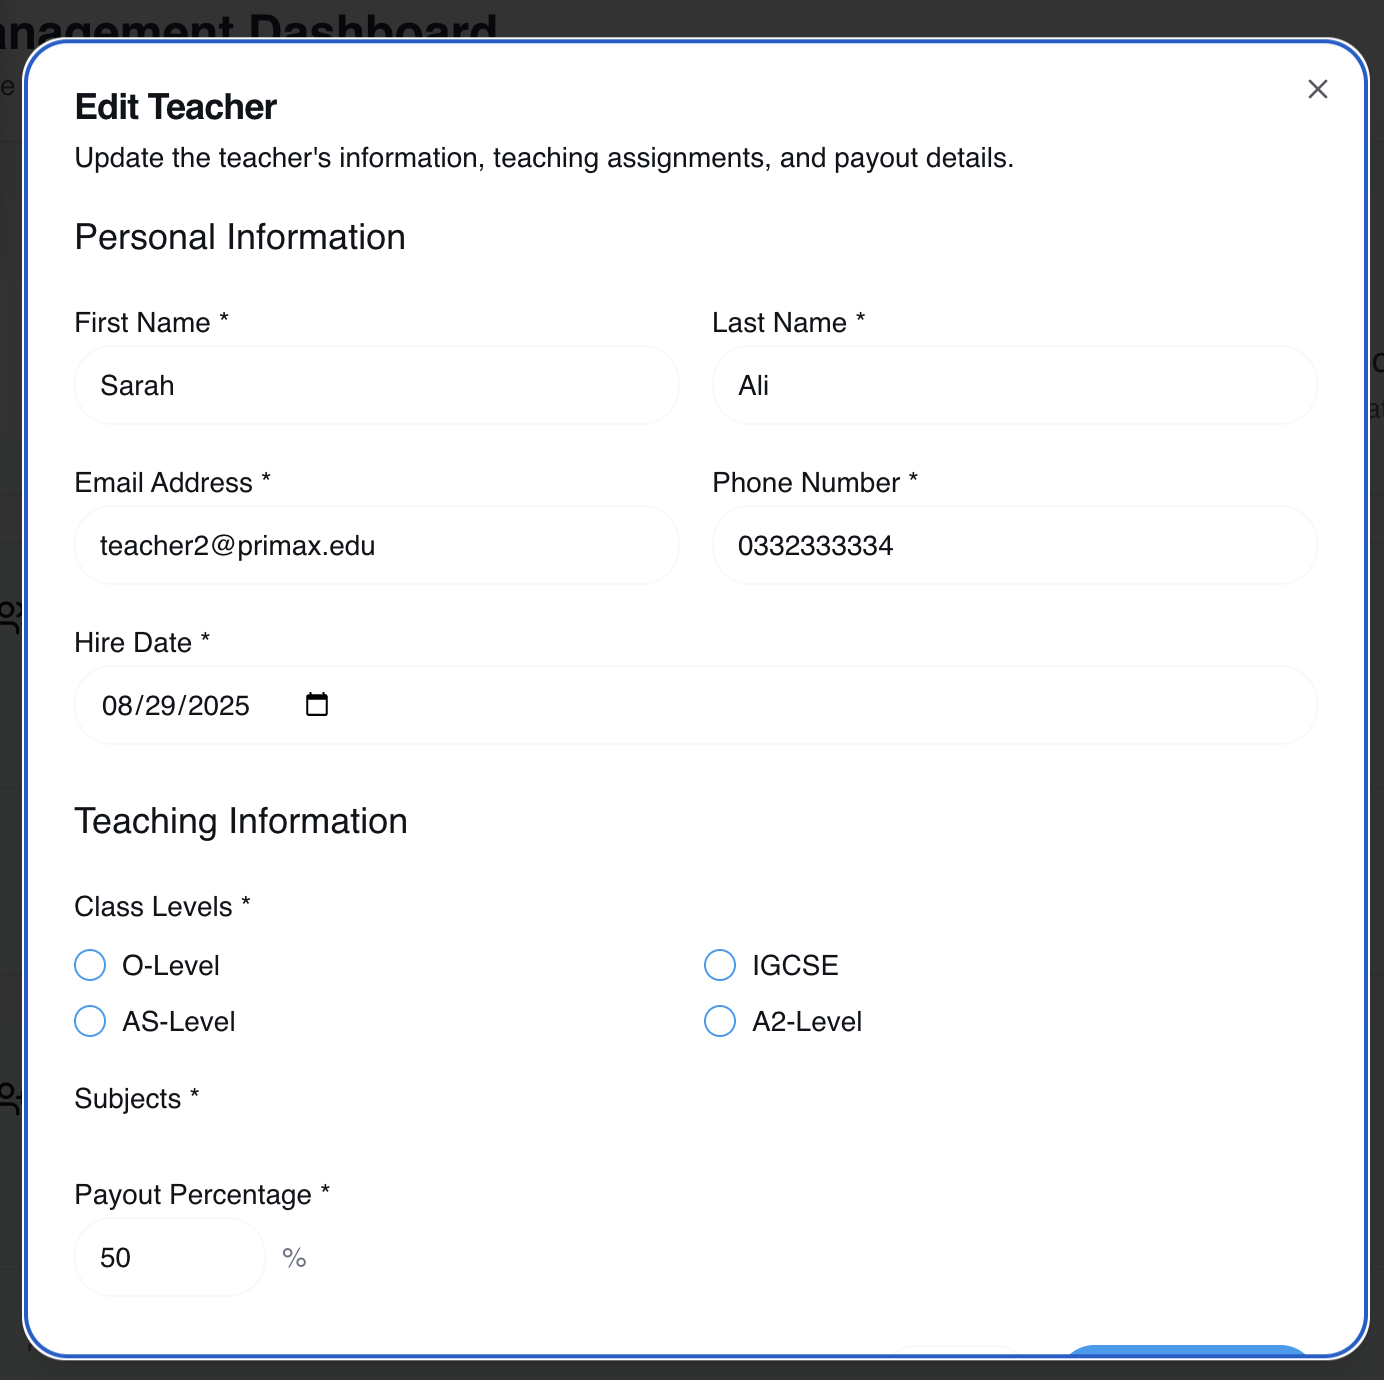 Management Dashboard
Edit Teacher
Update the teacher's information, teaching assignments, and payout details.
Personal Information
First Name *
Last Name *
Sarah
Ali
Email Address *
Phone Number *
teacher2@primax.edu
0332333334
Hire Date *
08/29/2025
Teaching Information
Class Levels *
O-Level
IGCSE
AS-Level
A2-Level
Subjects *
Payout Percentage *
50
%